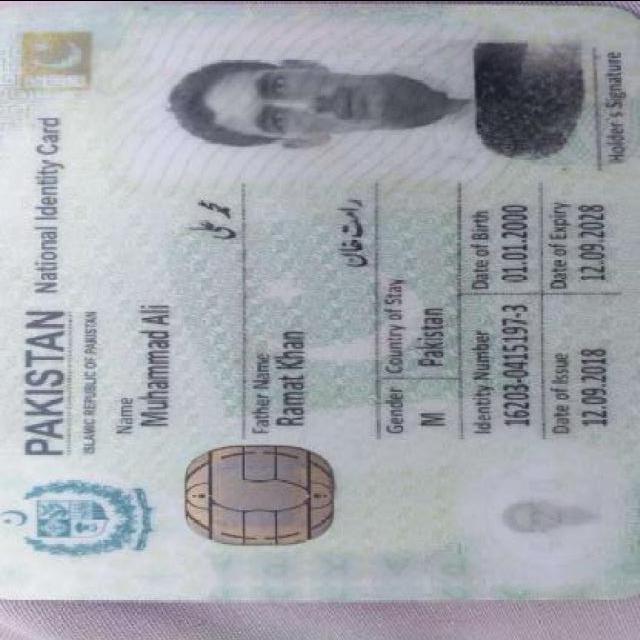 PAKISTAN National Identity Card
ISLAMIC REPUBLIC OF PAKISTAN
Name
Muhammad Ali
محمد علی
Father Name
Ramat Khan
خان
Gender Country of Stay
M Pakistan
Identity Number Date of Birth
16203-0415197-3 01.01.2000
Date of Issue Date of Expiry
12.09.2018 12.09.2028
Holder's Signature